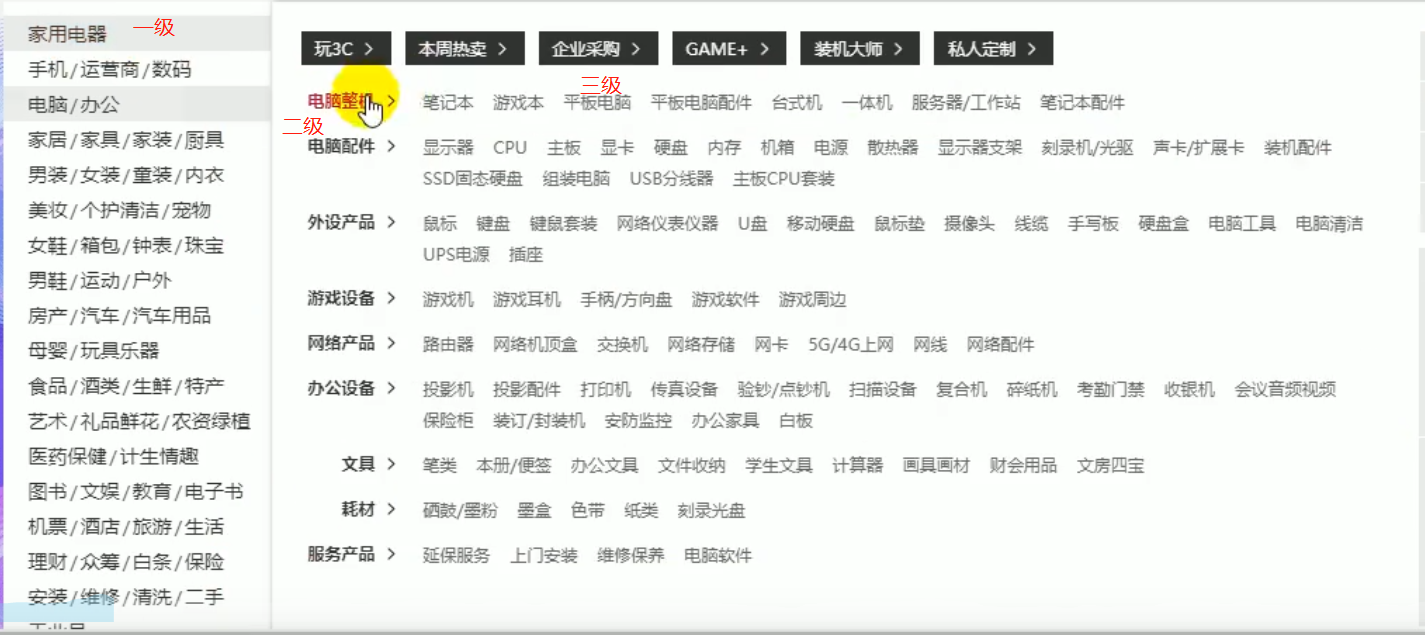 家用电器 一级
手机/运营商/数码
电脑/办公
家居/家具/家装/厨具
男装/女装/童装/内衣
美妆/个护清洁/宠物
女鞋/箱包/钟表/珠宝
男鞋/运动/户外
房产/汽车/汽车用品
母婴/玩具乐器
食品/酒类/生鲜/特产
艺术/礼品鲜花/农资绿植
医药保健/计生情趣
图书/文娱/教育/电子书
机票/酒店/旅游/生活
理财/众筹/白条/保险
安装/维修/清洗/二手
玩3C > 本周热卖 > 企业采购 > GAME+ > 装机大师 > 私人定制 >
三级
电脑整机 > 笔记本 游戏本 平板电脑 平板电脑配件 台式机 一体机 服务器/工作站 笔记本配件
二级
电脑配件 > 显示器 CPU 主板 显卡 硬盘 内存 机箱 电源 散热器 显示器支架 刻录机/光驱 声卡/扩展卡 装机配件
SSD固态硬盘 组装电脑 USB分线器 主板CPU套装
外设产品 > 鼠标 键盘 键鼠套装 网络仪表仪器 U盘 移动硬盘 鼠标垫 摄像头 线缆 手写板 硬盘盒 电脑工具 电脑清洁
UPS电源 插座
游戏设备 > 游戏机 游戏耳机 手柄/方向盘 游戏软件 游戏周边
网络产品 > 路由器 网络机顶盒 交换机 网络存储 网卡 5G/4G上网 网线 网络配件
办公设备 > 投影机 投影配件 打印机 传真设备 验钞/点钞机 扫描设备 复合机 碎纸机 考勤门禁 收银机 会议音频视频
保险柜 装订/封装机 安防监控 办公家具 白板
文具 > 笔类 本册/便签 办公文具 文件收纳 学生文具 计算器 画具画材 财会用品 文房四宝
耗材 > 硒鼓/墨粉 墨盒 色带 纸类 刻录光盘
服务产品 > 延保服务 上门安装 维修保养 电脑软件